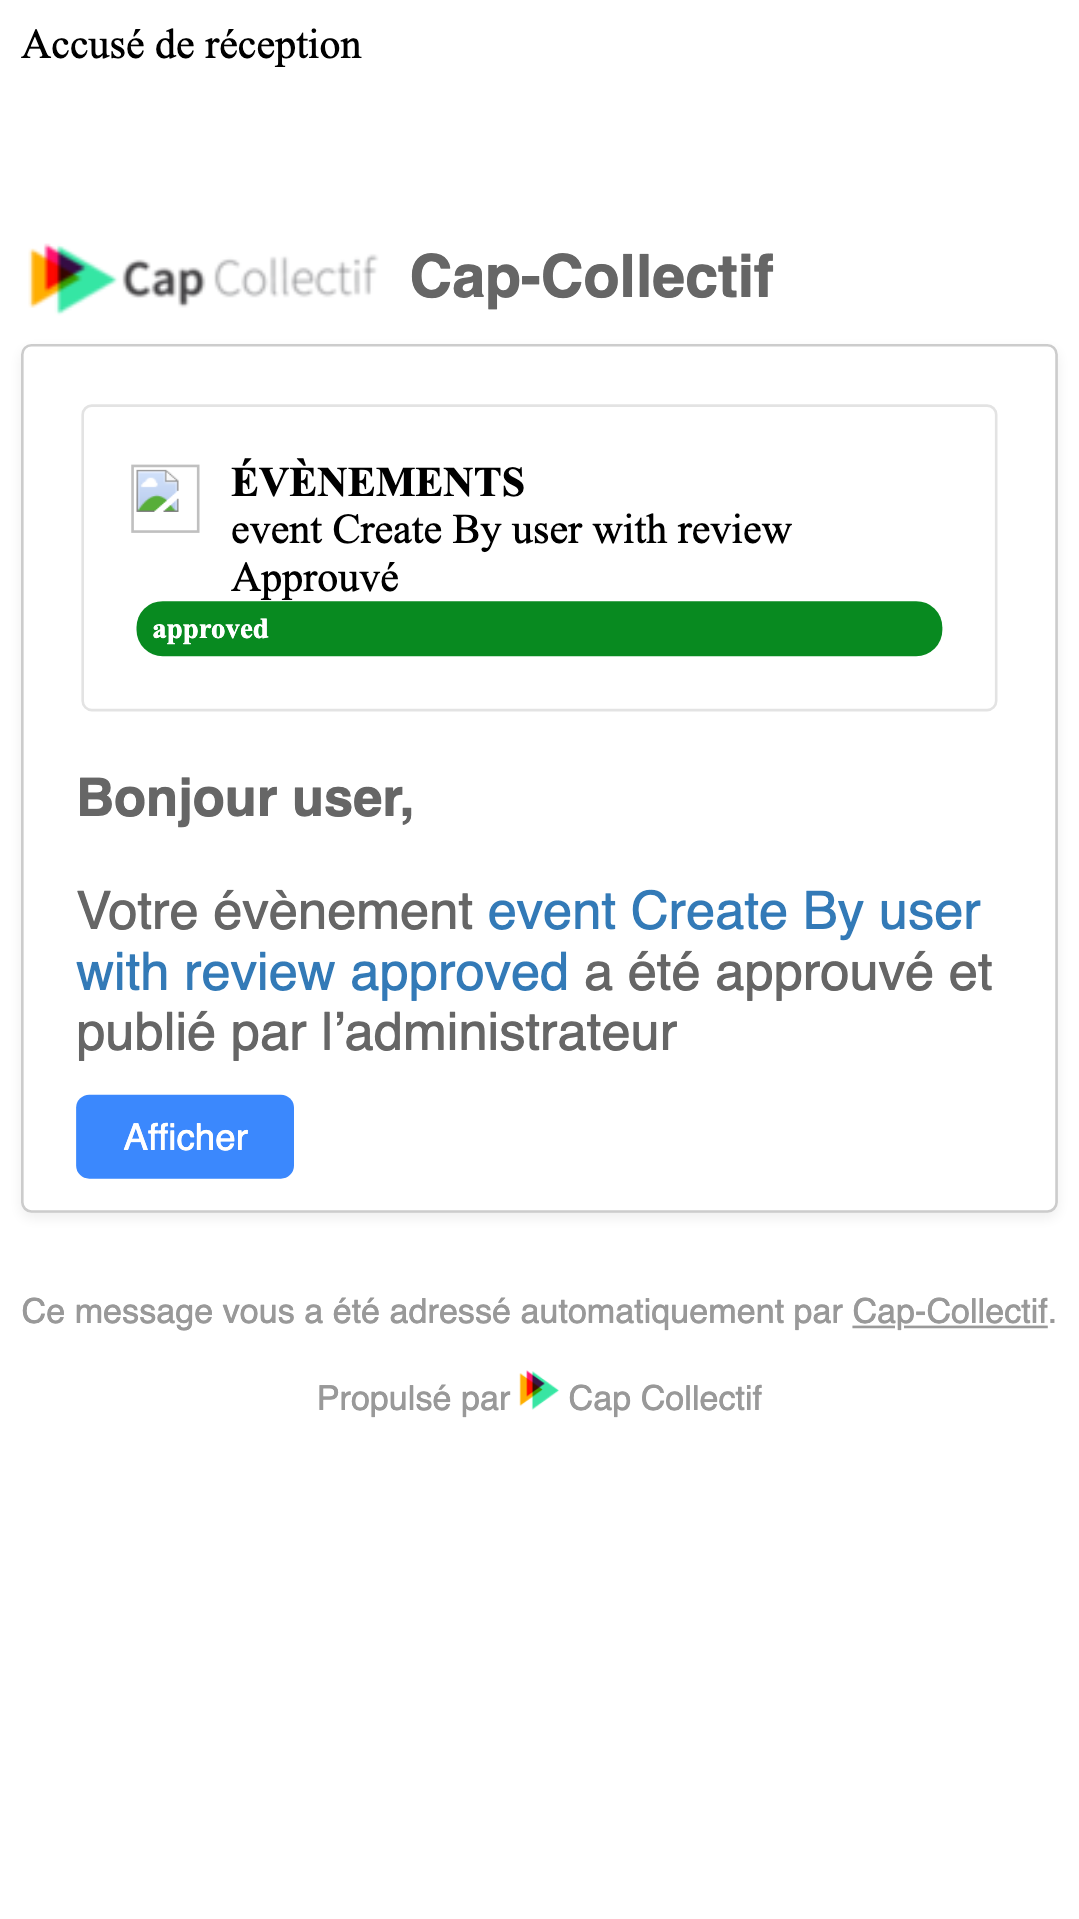 Accusé de réception
Cap Collectif Cap-Collectif
ÉVÈNEMENTS
event Create By user with review
Approuvé
approved
Bonjour user,
Votre évènement event Create By user
with review approved a été approuvé et
publié par l’administrateur
Afficher
Ce message vous a été adressé automatiquement par Cap-Collectif.
Propulsé par Cap Collectif